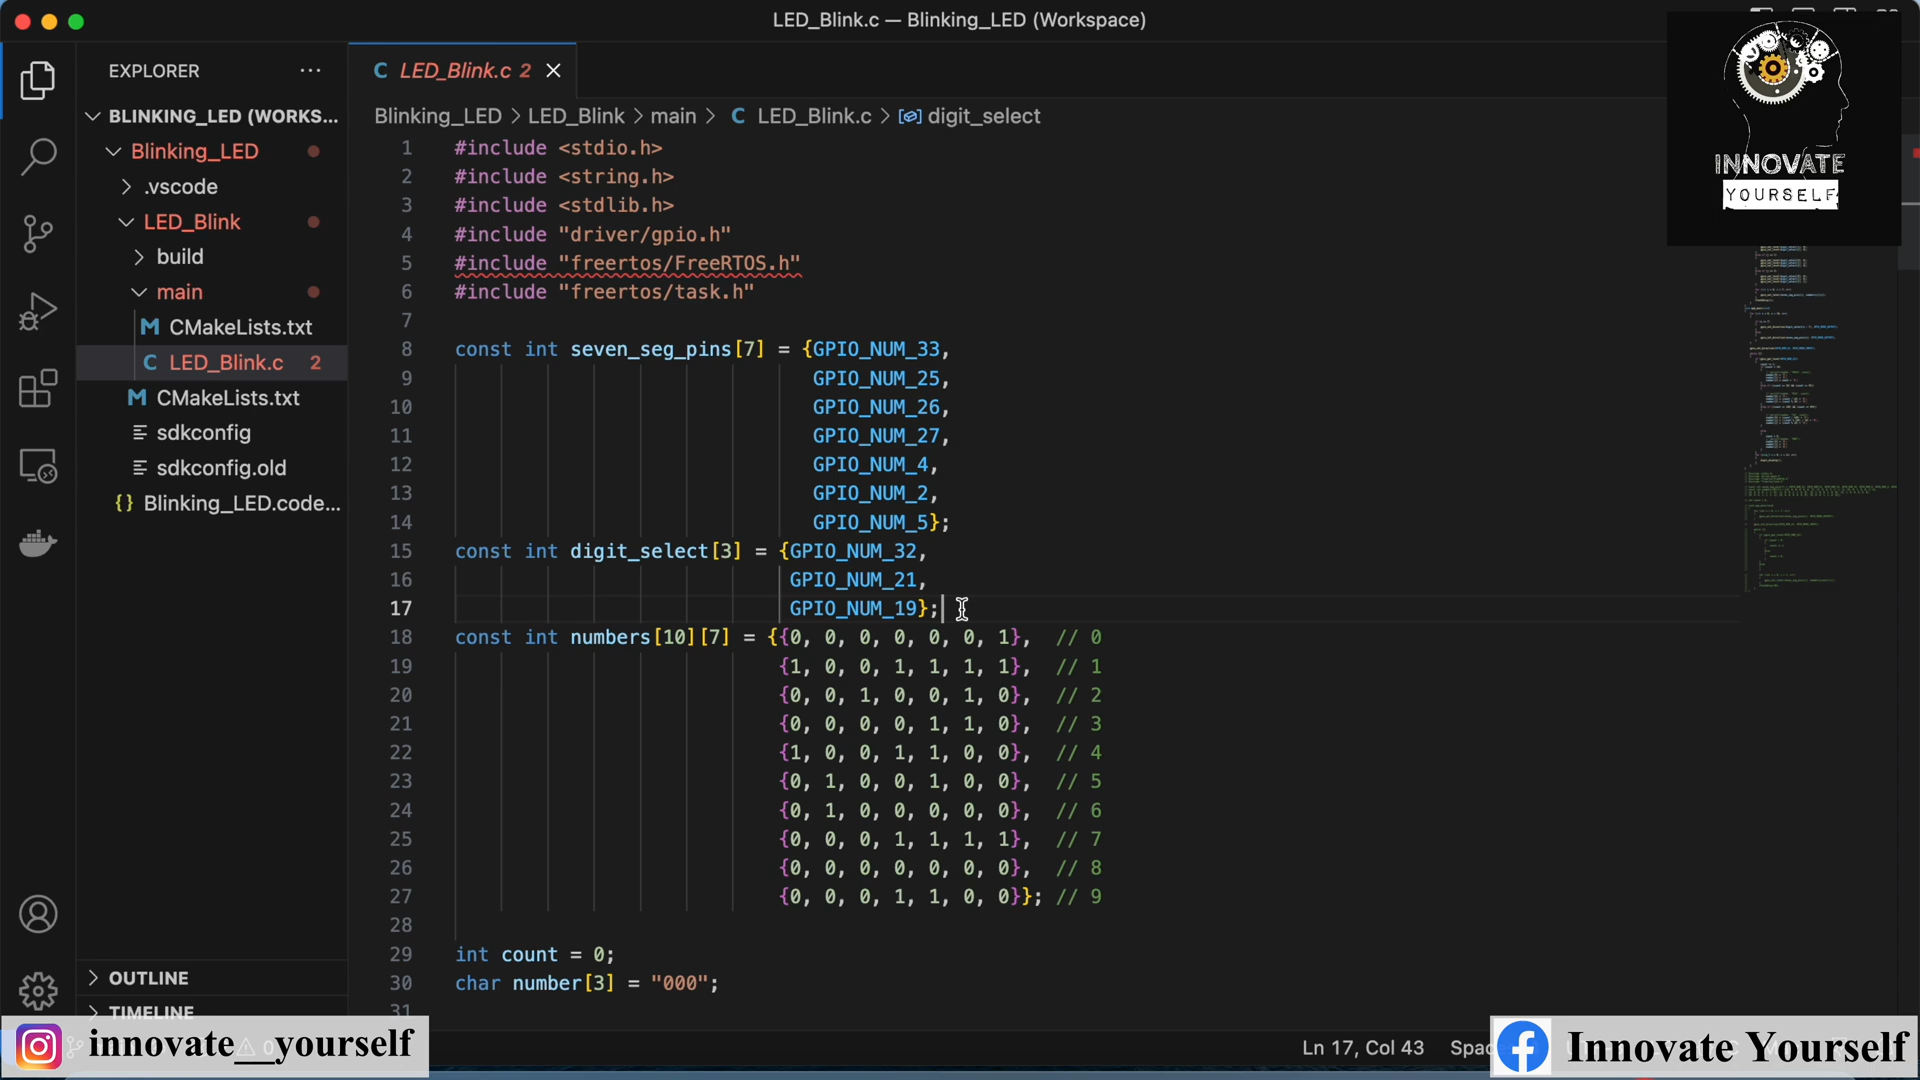 LED_Blink.c — Blinking_LED (Workspace)
INNOVATE
YOURSELF
EXPLORER
BLINKING_LED (WORKS...
Blinking_LED
.vscode
LED_Blink
build
main
CMakeLists.txt
LED_Blink.c 2
CMakeLists.txt
sdkconfig
sdkconfig.old
{} Blinking_LED.code...
OUTLINE
TIMELINE
C LED_Blink.c 2
Blinking_LED > LED_Blink > main > C LED_Blink.c > digit_select
1 #include <stdio.h>
2 #include <string.h>
3 #include <stdlib.h>
4 #include "driver/gpio.h"
5 #include "freertos/FreeRTOS.h"
6 #include "freertos/task.h"
7
8 const int seven_seg_pins[7] = {GPIO_NUM_33,
9 GPIO_NUM_25,
10 GPIO_NUM_26,
11 GPIO_NUM_27,
12 GPIO_NUM_4,
13 GPIO_NUM_2,
14 GPIO_NUM_5};
15 const int digit_select[3] = {GPIO_NUM_32,
16 GPIO_NUM_21,
17 GPIO_NUM_19};
18 const int numbers[10][7] = {{0, 0, 0, 0, 0, 0, 1}, // 0
19 {1, 0, 0, 1, 1, 1, 1}, // 1
20 {0, 0, 1, 0, 0, 1, 0}, // 2
21 {0, 0, 0, 0, 1, 1, 0}, // 3
22 {1, 0, 0, 1, 1, 0, 0}, // 4
23 {0, 1, 0, 0, 1, 0, 0}, // 5
24 {0, 1, 0, 0, 0, 0, 0}, // 6
25 {0, 0, 0, 1, 1, 1, 1}, // 7
26 {0, 0, 0, 0, 0, 0, 0}, // 8
27 {0, 0, 0, 1, 1, 0, 0}}; // 9
28
29 int count = 0;
30 char number[3] = "000";
31
innovate__yourself
Ln 17, Col 43
Spac
Innovate Yourself